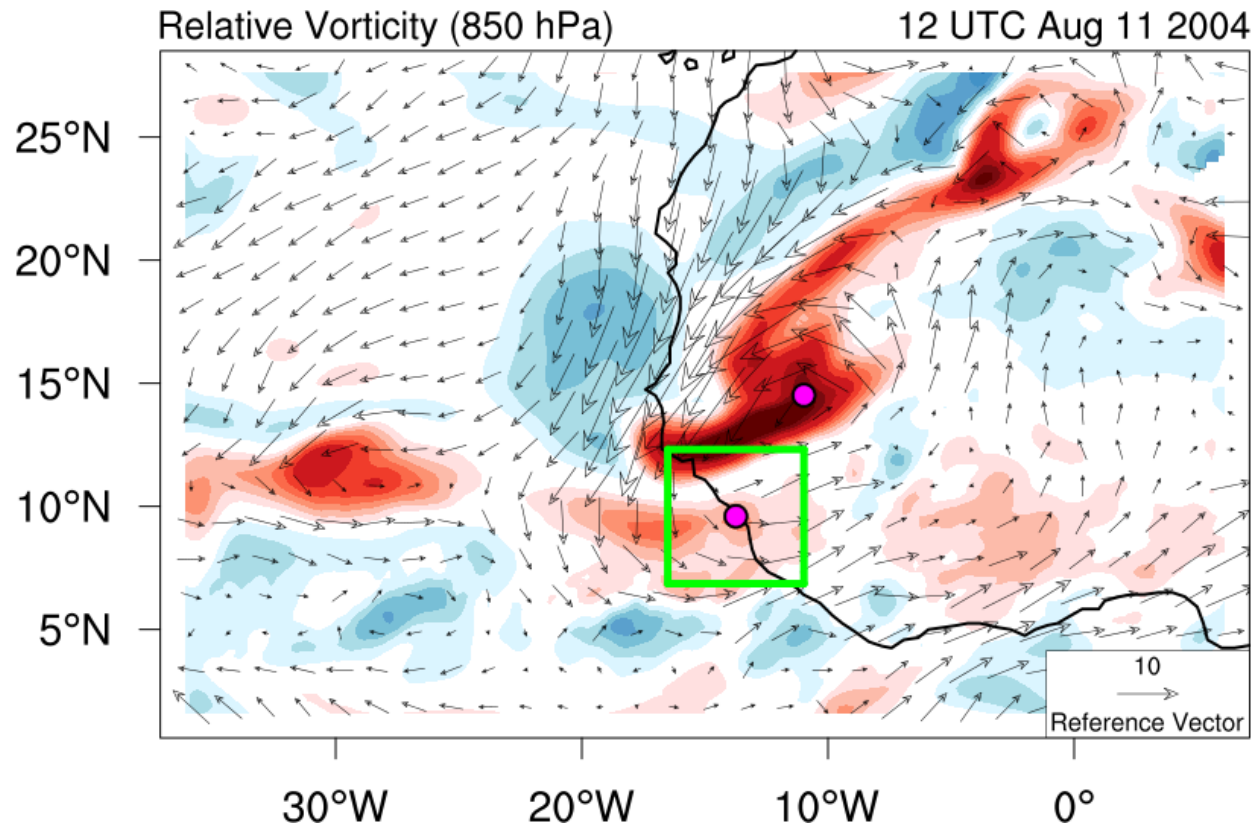 Relative Vorticity (850 hPa) 12 UTC Aug 11 2004
25°N
20°N
15°N
10°N
5°N
10
Reference Vector
30°W 20°W 10°W 0°